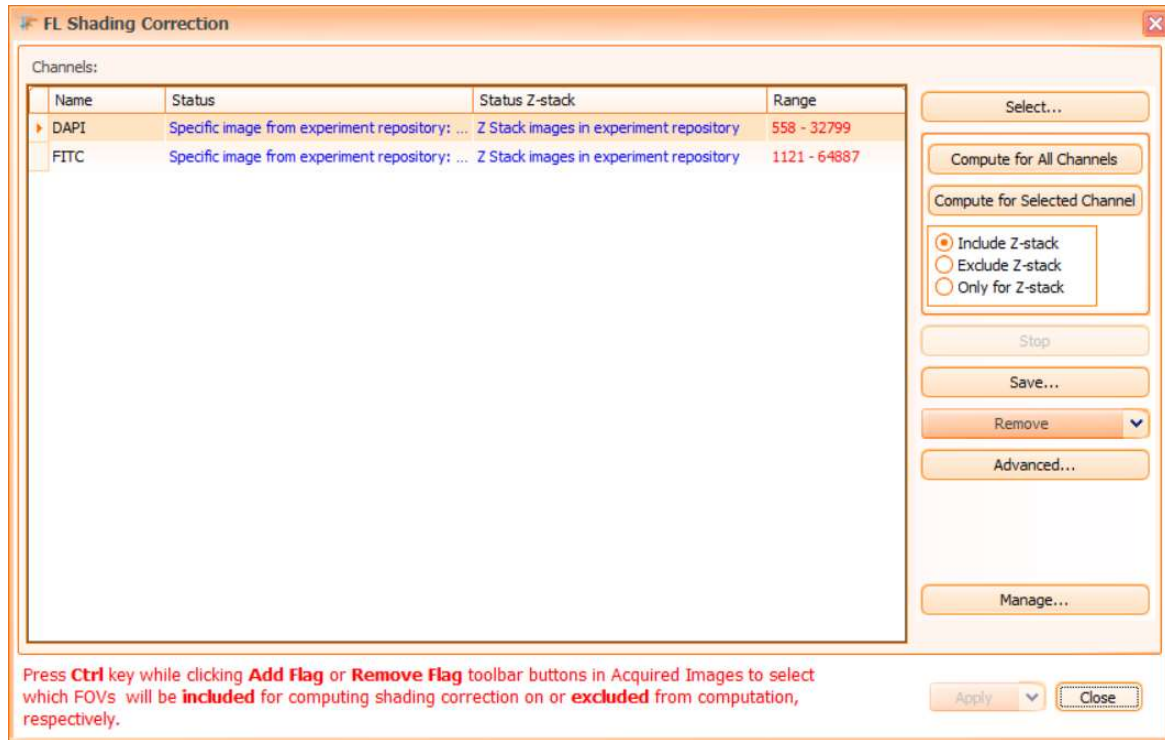 FL Shading Correction
Channels:
Name Status Status Z-stack Range
DAPI Specific image from experiment repository: ... Z Stack images in experiment repository 558 - 32799
FITC Specific image from experiment repository: ... Z Stack images in experiment repository 1121 - 64887
Select...
Compute for All Channels
Compute for Selected Channel
Include Z-stack
Exclude Z-stack
Only for Z-stack
Stop
Save...
Remove
Advanced...
Manage...
Press Ctrl key while clicking Add Flag or Remove Flag toolbar buttons in Acquired Images to select
which FOVs will be included for computing shading correction on or excluded from computation,
respectively.
Apply Close